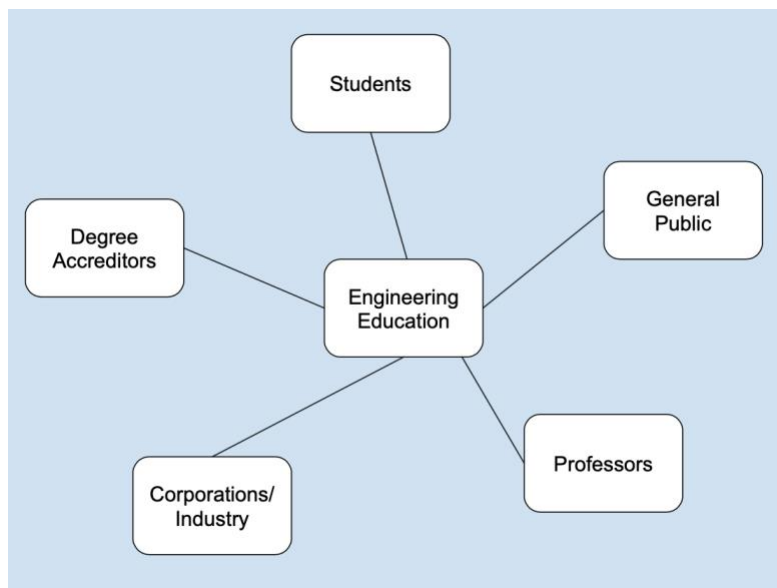 Students
General
Public
Degree
Accreditors
Engineering
Education
Professors
Corporations/
Industry